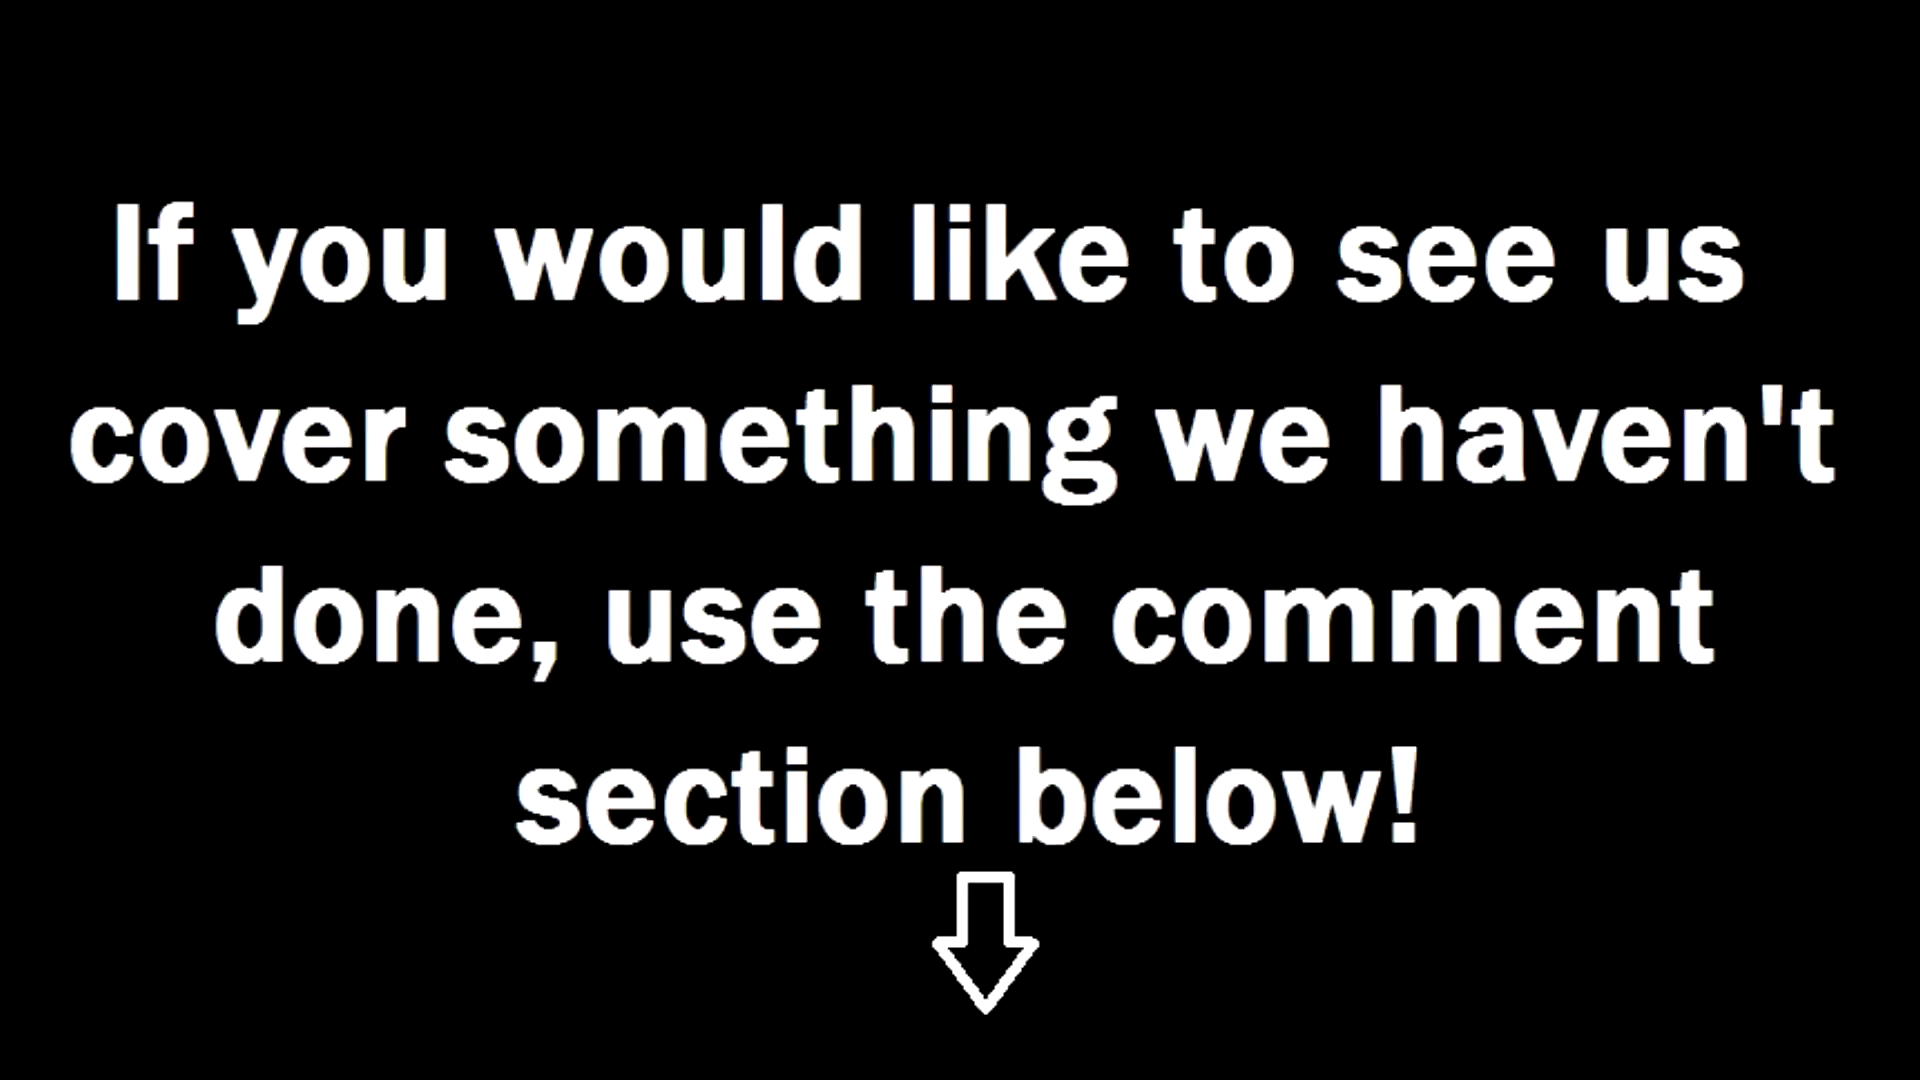 If you would like to see us
cover something we haven't
done, use the comment
section below!